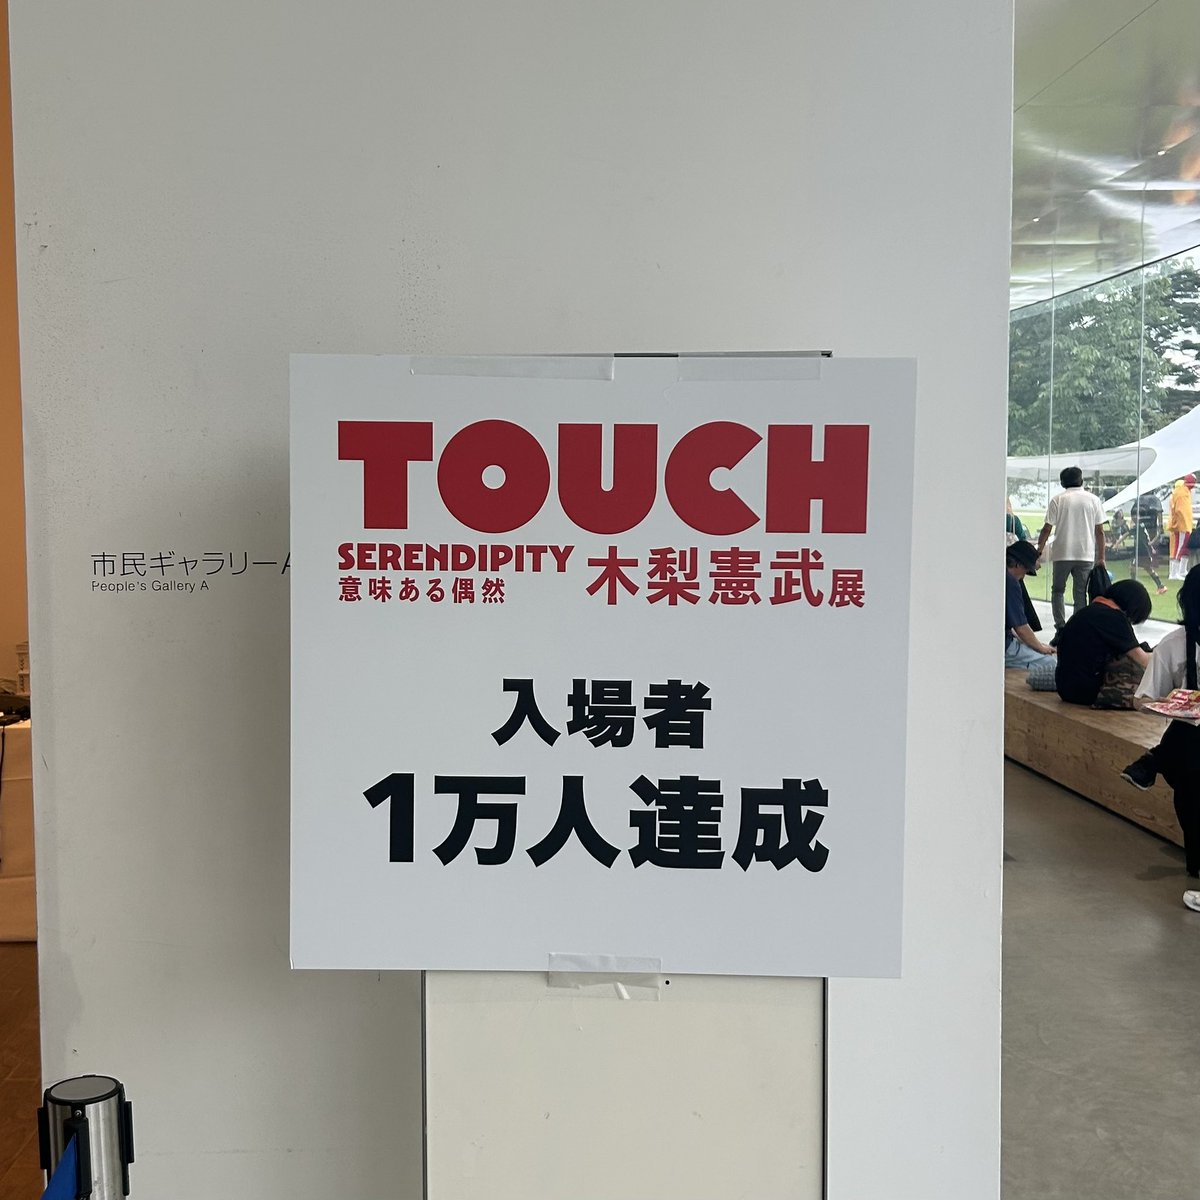 市民ギャラリーA
People's Gallery A
TOUCH
SERENDIPITY
意味ある偶然
木梨憲武展
入場者
1万人達成